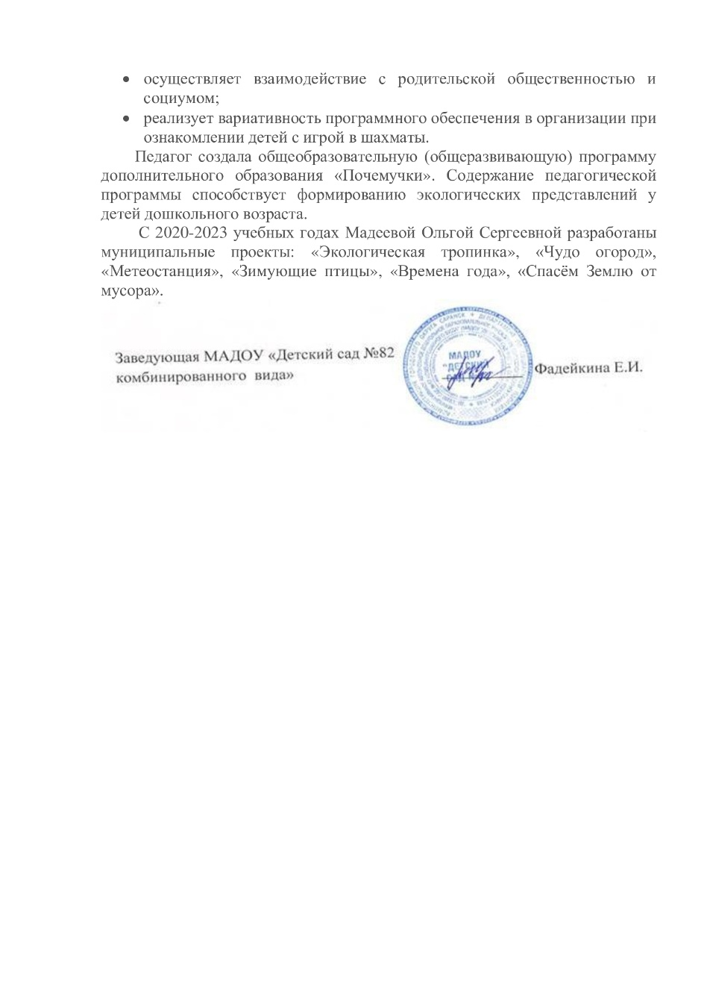 • осуществляет взаимодействие с родительской общественностью и
социумом;
• реализует вариативность программного обеспечения в организации при
ознакомлении детей с игрой в шахматы.
Педагог создала общеобразовательную (общеразвивающую) программу
дополнительного образования «Почемучки». Содержание педагогической
программы способствует формированию экологических представлений у
детей дошкольного возраста.
С 2020-2023 учебных годах Мадеевой Ольгой Сергеевной разработаны
муниципальные проекты: «Экологическая тропинка», «Чудо огород»,
«Метеостанция», «Зимующие птицы», «Времена года», «Спасём Землю от
мусора».
Заведующая МАДОУ «Детский сад №82
комбинированного вида»
МАДОУ
"ДЕТСКИЙ
САД
Фадейкина Е.И.